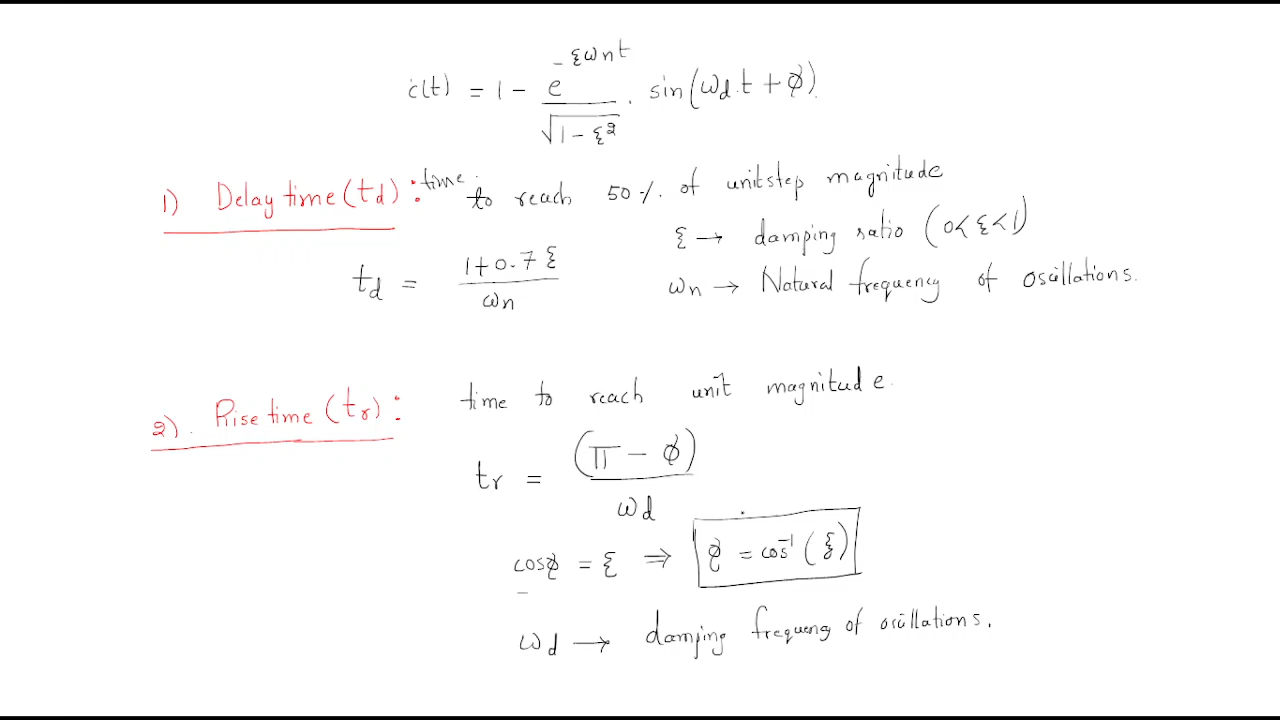 c(t) = 1 - e^{-ξωnt}/√(1-ξ²) . sin(ωd.t + φ)
1) Delay time (td) : time to reach 50%. of unitstep magnitude
ξ → damping ratio (0<ξ<1)
td = (1+0.7ξ)/ωn
ωn → Natural frequency of oscillations.
2). Rise time (tr) : time to reach unit magnitude.
tr = (π - φ)/ωd
cosφ = ξ ⇒ φ = cos⁻¹(ξ)
ωd → damping frequency of oscillations.